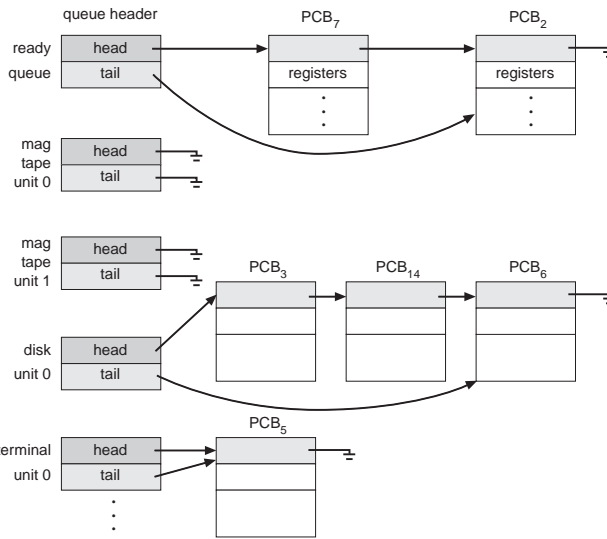 queue header
PCB7
PCB2
ready
queue
head
tail
registers
registers
mag
tape
unit 0
head
tail
mag
tape
unit 1
head
tail
PCB3
PCB14
PCB6
disk
unit 0
head
tail
PCB5
terminal
unit 0
head
tail